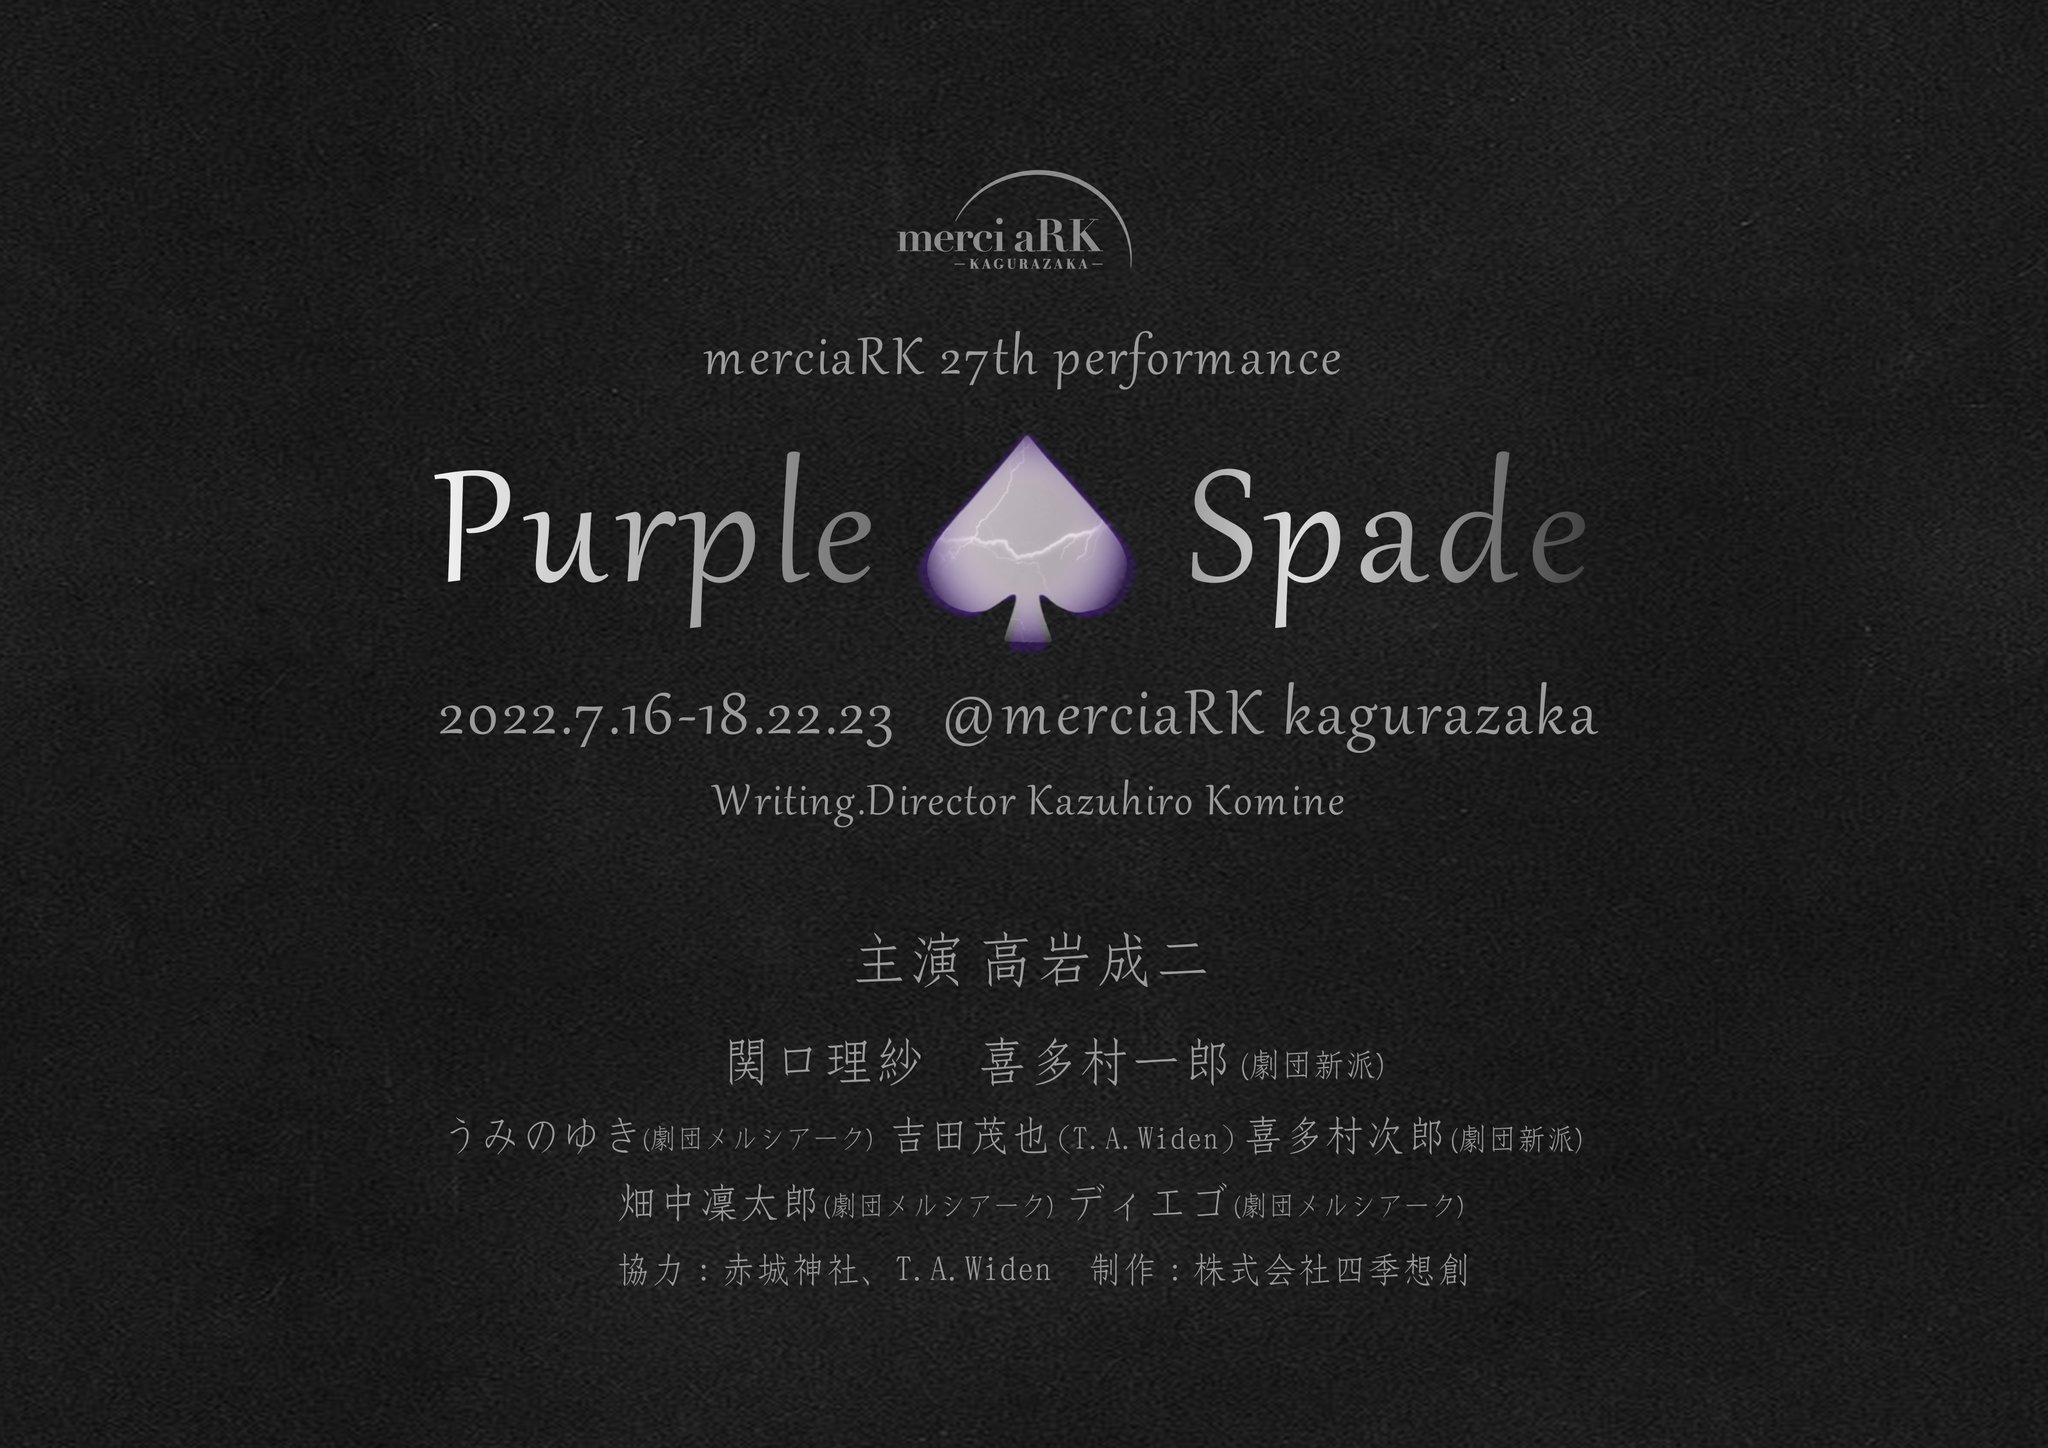 merci aRK
-KAGURAZAKA-
merciaRK 27th performance
Purple Spade
2022.7.16-18.22.23 @merciaRK kagurazaka
Writing.Director Kazuhiro Komine
主演 高岩成二
関口理紗 喜多村一郎(劇団新派)
うみのゆき(劇団メルシアーク) 吉田茂也(T.A.Widen) 喜多村次郎(劇団新派)
畑中凜太郎(劇団メルシアーク) ディエゴ(劇団メルシアーク)
協力:赤城神社、T.A.Widen 制作:株式会社四季想創